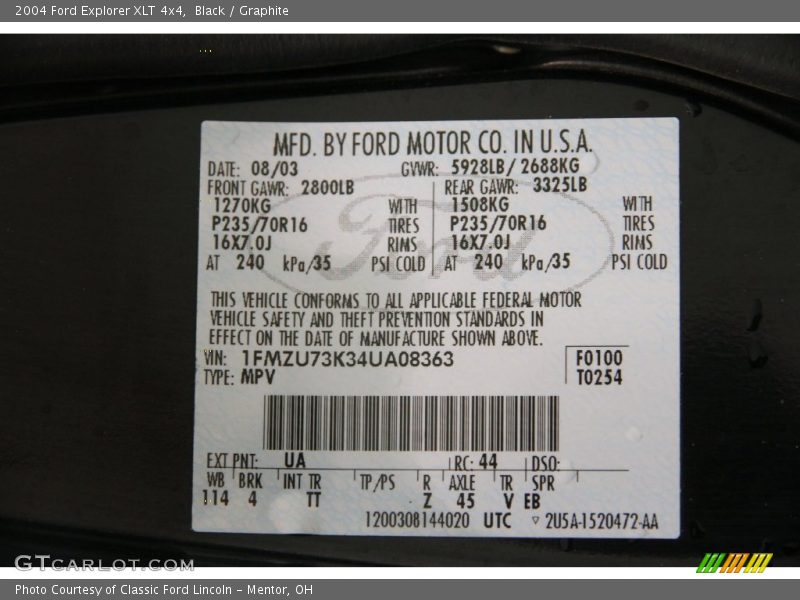 2004 Ford Explorer XLT 4x4, Black / Graphite
MFD. BY FORD MOTOR CO. IN U.S.A.
DATE: 08/03 GVWR: 5928LB/ 2688KG
FRONT GAWR: 2800LB REAR GAWR: 3325LB
1270KG WITH 1508KG WITH
P235/70R16 TIRES P235/70R16 TIRES
16X7.0J RIMS 16X7.0J RIMS
AT 240 kPa/35 PSI COLD AT 240 kPa/35 PSI COLD
Ford
THIS VEHICLE CONFORMS TO ALL APPLICABLE FEDERAL MOTOR
VEHICLE SAFETY AND THEFT PREVENTION STANDARDS IN
EFFECT ON THE DATE OF MANUFACTURE SHOWN ABOVE.
VIN: 1FMZU73K34UA08363 F0100
TYPE: MPV T0254
EXT PNT: UA RC: 44 DSO:
WB BRK INT TR TP/PS R AXLE TR SPR
114 4 TT Z 45 V EB
1200308144020 UTC ▿ 2U5A-1520472-AA
GTCARLOT.COM
Photo Courtesy of Classic Ford Lincoln - Mentor, OH